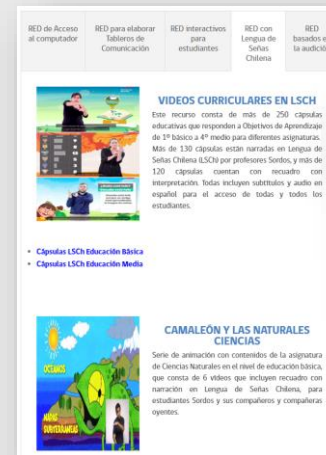 RED de Acceso al computador
RED para elaborar Tableros de Comunicación
RED interactivos para estudiantes
RED con Lengua de Señas Chilena
RED basados e la audició
VIDEOS CURRICULARES EN LSCH
Este recurso consta de más de 250 cápsulas
educativas que responden a Objetivos de Aprendizaje
de 1º básico a 4º medio para diferentes asignaturas.
Más de 130 cápsulas están narradas en Lengua de
Señas Chilena (LSCh) por profesores Sordos, y más de
120 cápsulas cuentan con recuadro con
interpretación. Todas incluyen subtítulos y audio en
español para el acceso de todas y todos los
estudiantes.
Cápsulas LSCh Educación Básica
Cápsulas LSCh Educación Media
OCEANOS
NAPAS
SUBTERRANEAS
CAMALEÓN Y LAS NATURALES
CIENCIAS
Serie de animación con contenidos de la asignatura
de Ciencias Naturales en el nivel de educación básica,
que consta de 6 videos que incluyen recuadro con
narración en Lengua de Señas Chilena, para
estudiantes Sordos y sus compañeros y compañeras
oyentes.